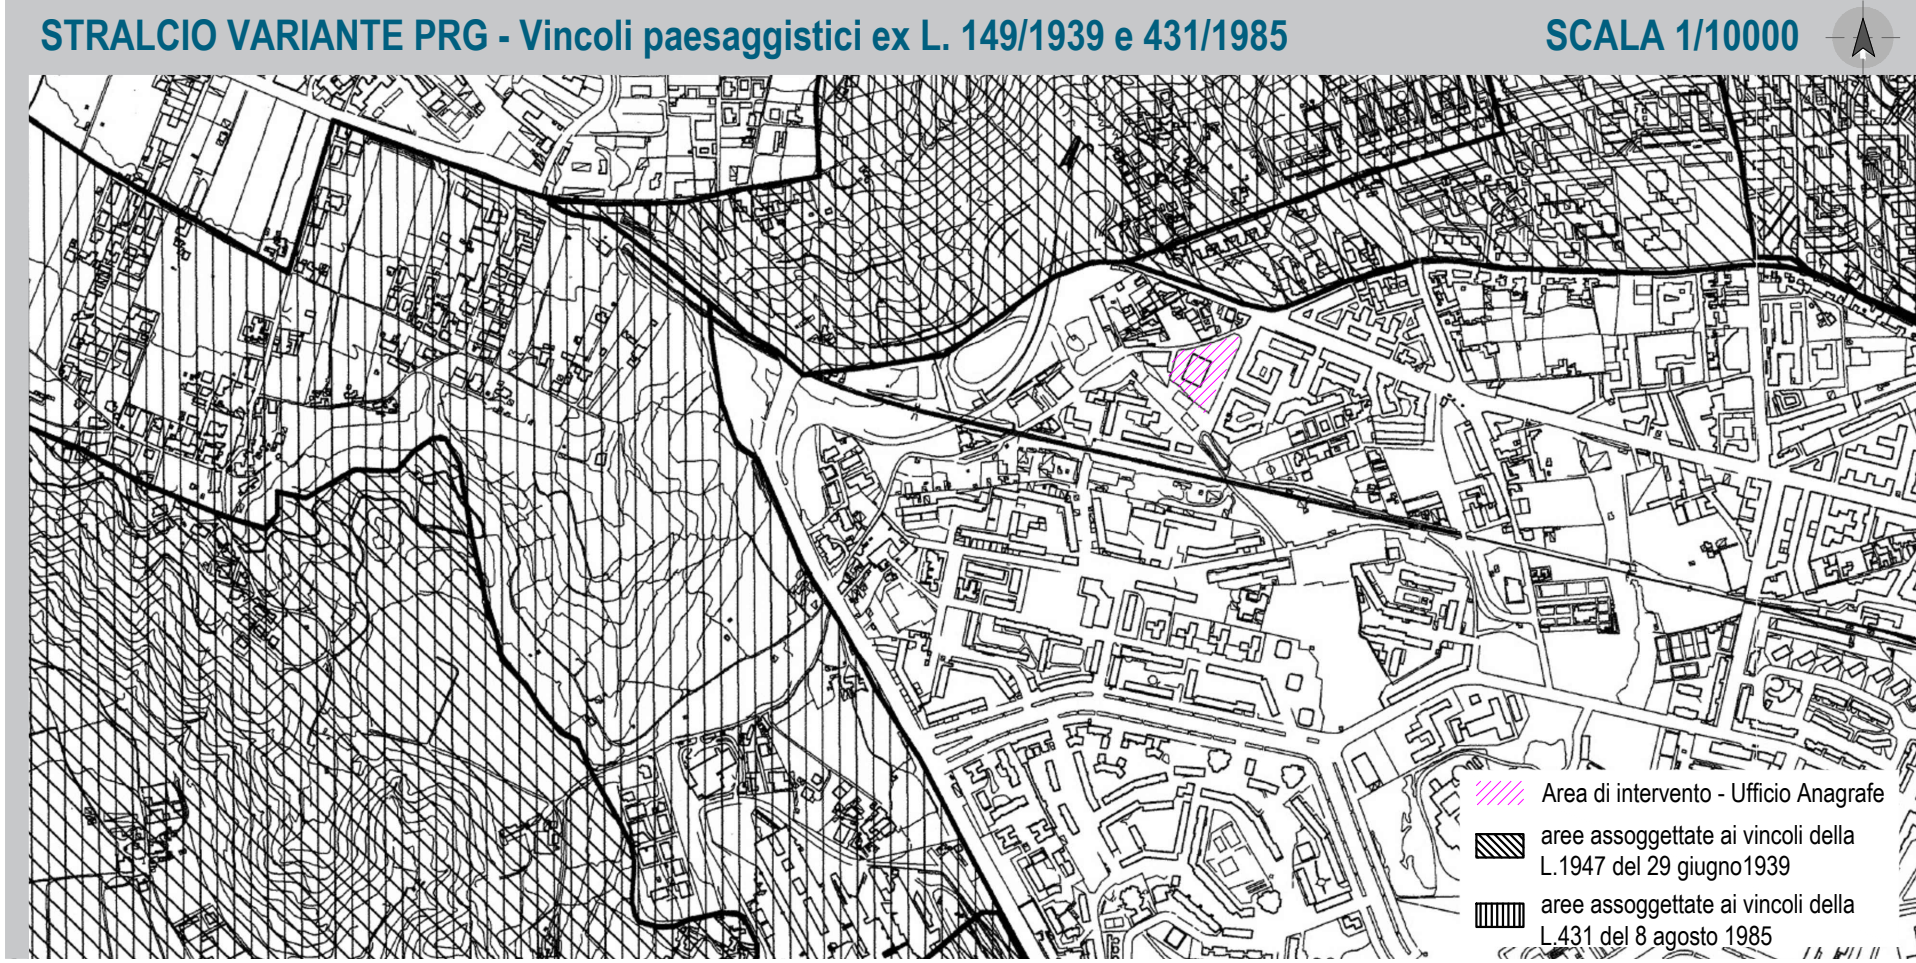 STRALCIO VARIANTE PRG - Vincoli paesaggistici ex L. 149/1939 e 431/1985
SCALA 1/10000
Area di intervento - Ufficio Anagrafe
aree assoggettate ai vincoli della
L.1947 del 29 giugno1939
aree assoggettate ai vincoli della
L.431 del 8 agosto 1985